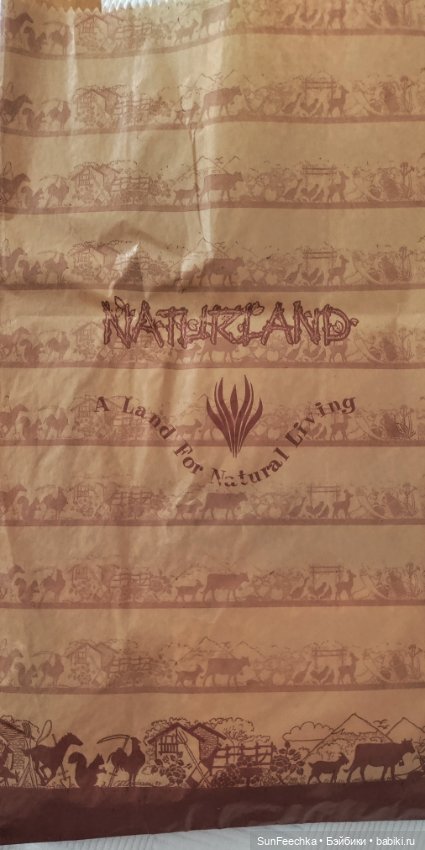 NATURLAND
A Land For Natural Living
SunFeechka • Бэйбики • babiki.ru